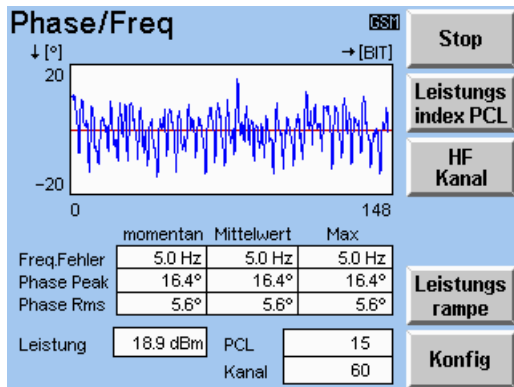 Phase/Freq GSM
↓ [°] → [BIT]
20
−20
0 148
momentan Mittelwert Max
Freq.Fehler 5.0 Hz 5.0 Hz 5.0 Hz
Phase Peak 16.4° 16.4° 16.4°
Phase Rms 5.6° 5.6° 5.6°
Leistung 18.9 dBm PCL 15
Kanal 60
Stop
Leistungs
index PCL
HF
Kanal
Leistungs
rampe
Konfig